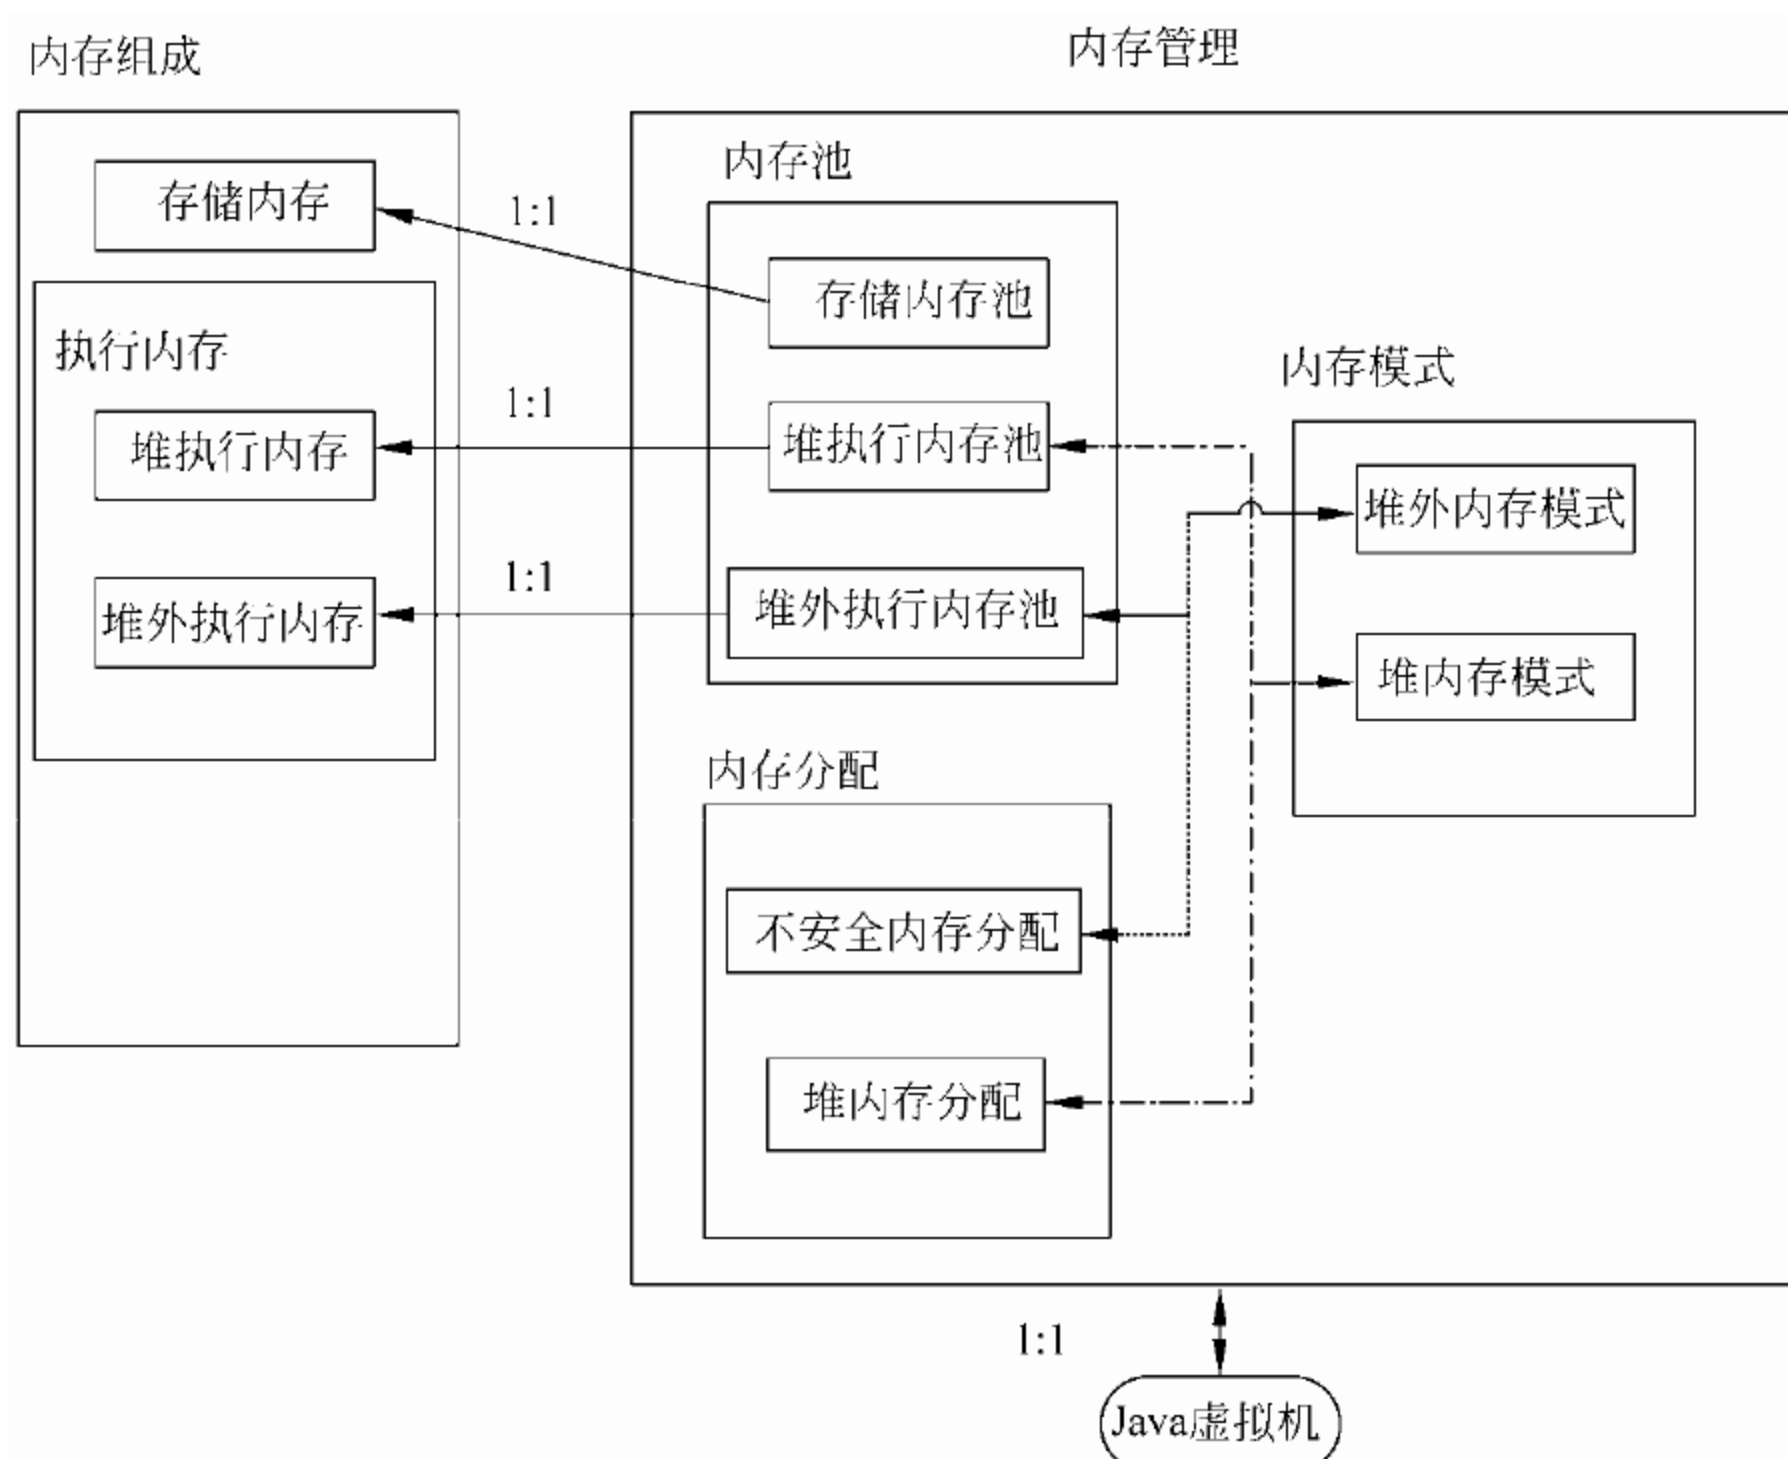 内存组成
内存管理
存储内存
执行内存
堆执行内存
堆外执行内存
1:1
1:1
1:1
内存池
存储内存池
堆执行内存池
堆外执行内存池
内存模式
堆外内存模式
堆内存模式
内存分配
不安全内存分配
堆内存分配
1:1
Java虚拟机